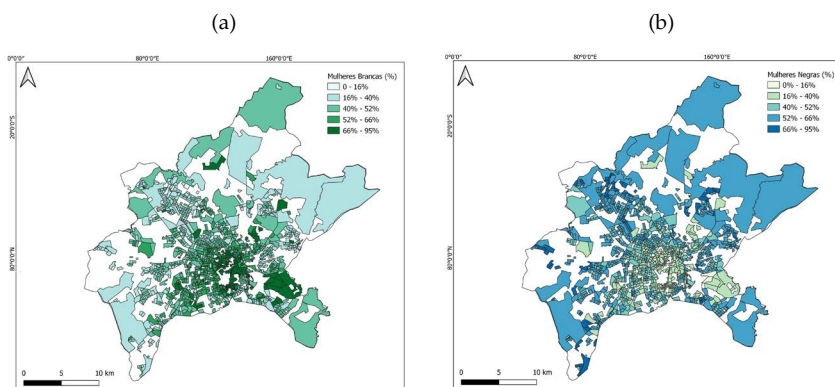 (a)
(b)
0°0'0"E
80°0'0"E
160°0'0"E
20°0'0"S
80°0'0"N
Mulheres Brancas (%)
0 - 16%
16% - 40%
40% - 52%
52% - 66%
66% - 95%
0 5 10 km
0°0'0"E
80°0'0"E
160°0'0"E
20°0'0"S
80°0'0"N
Mulheres Negras (%)
0% - 16%
16% - 40%
40% - 52%
52% - 66%
66% - 95%
0 5 10 km